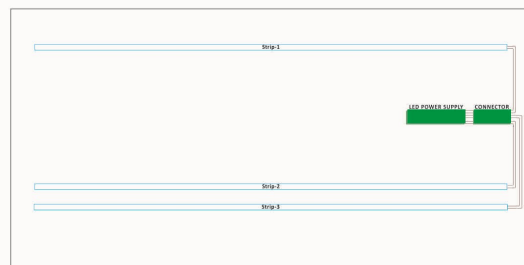 Strip-1
LED POWER SUPPLY
CONNECTOR
Strip-2
Strip-3